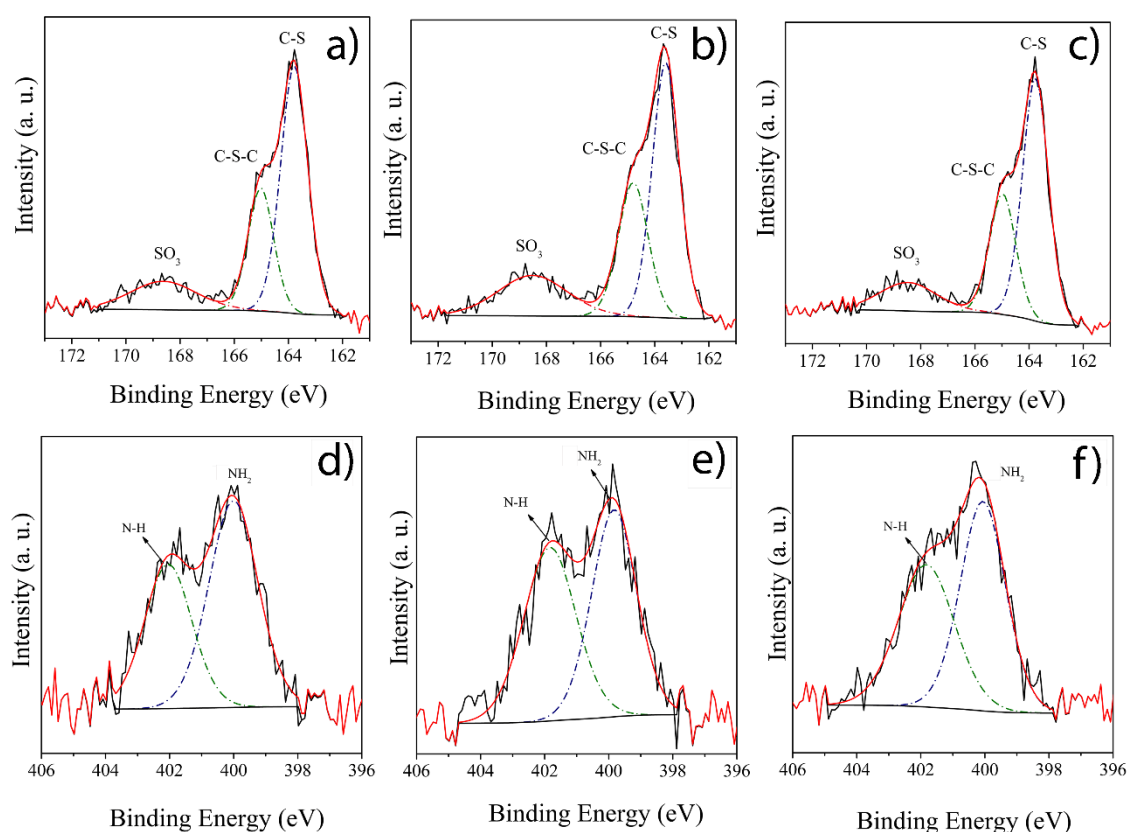 a)
C-S
C-S-C
SO3
Intensity (a. u.)
172 170 168 166 164 162
Binding Energy (eV)
b)
C-S
C-S-C
SO3
Intensity (a. u.)
172 170 168 166 164 162
Binding Energy (eV)
c)
C-S
C-S-C
SO3
Intensity (a. u.)
172 170 168 166 164 162
Binding Energy (eV)
d)
NH2
N-H
Intensity (a. u.)
406 404 402 400 398 396
Binding Energy (eV)
e)
NH2
N-H
Intensity (a. u.)
406 404 402 400 398 396
Binding Energy (eV)
f)
NH2
N-H
Intensity (a. u.)
406 404 402 400 398 396
Binding Energy (eV)